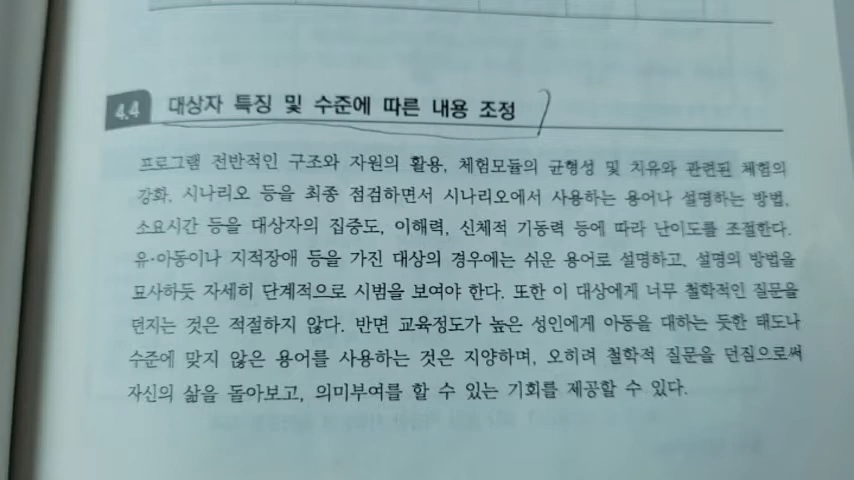 4.4 대상자 특징 및 수준에 따른 내용 조정
프로그램 전반적인 구조와 자원의 활용, 체험모듈의 균형성 및 치유와 관련된 체험의
강화, 시나리오 등을 최종 점검하면서 시나리오에서 사용하는 용어나 설명하는 방법,
소요시간 등을 대상자의 집중도, 이해력, 신체적 기동력 등에 따라 난이도를 조절한다.
유·아동이나 지적장애 등을 가진 대상의 경우에는 쉬운 용어로 설명하고, 설명의 방법을
묘사하듯 자세히 단계적으로 시범을 보여야 한다. 또한 이 대상에게 너무 철학적인 질문을
던지는 것은 적절하지 않다. 반면 교육정도가 높은 성인에게 아동을 대하는 듯한 태도나
수준에 맞지 않은 용어를 사용하는 것은 지양하며, 오히려 철학적 질문을 던짐으로써
자신의 삶을 돌아보고, 의미부여를 할 수 있는 기회를 제공할 수 있다.